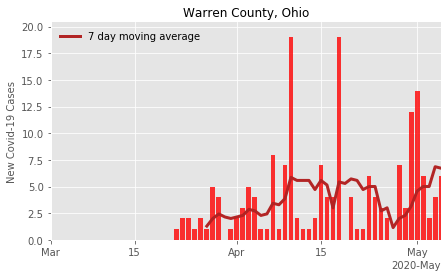 Warren County, Ohio
7 day moving average
New Covid-19 Cases
20.0
17.5
15.0
12.5
10.0
7.5
5.0
2.5
0.0
Mar
15
Apr
15
May
2020-May